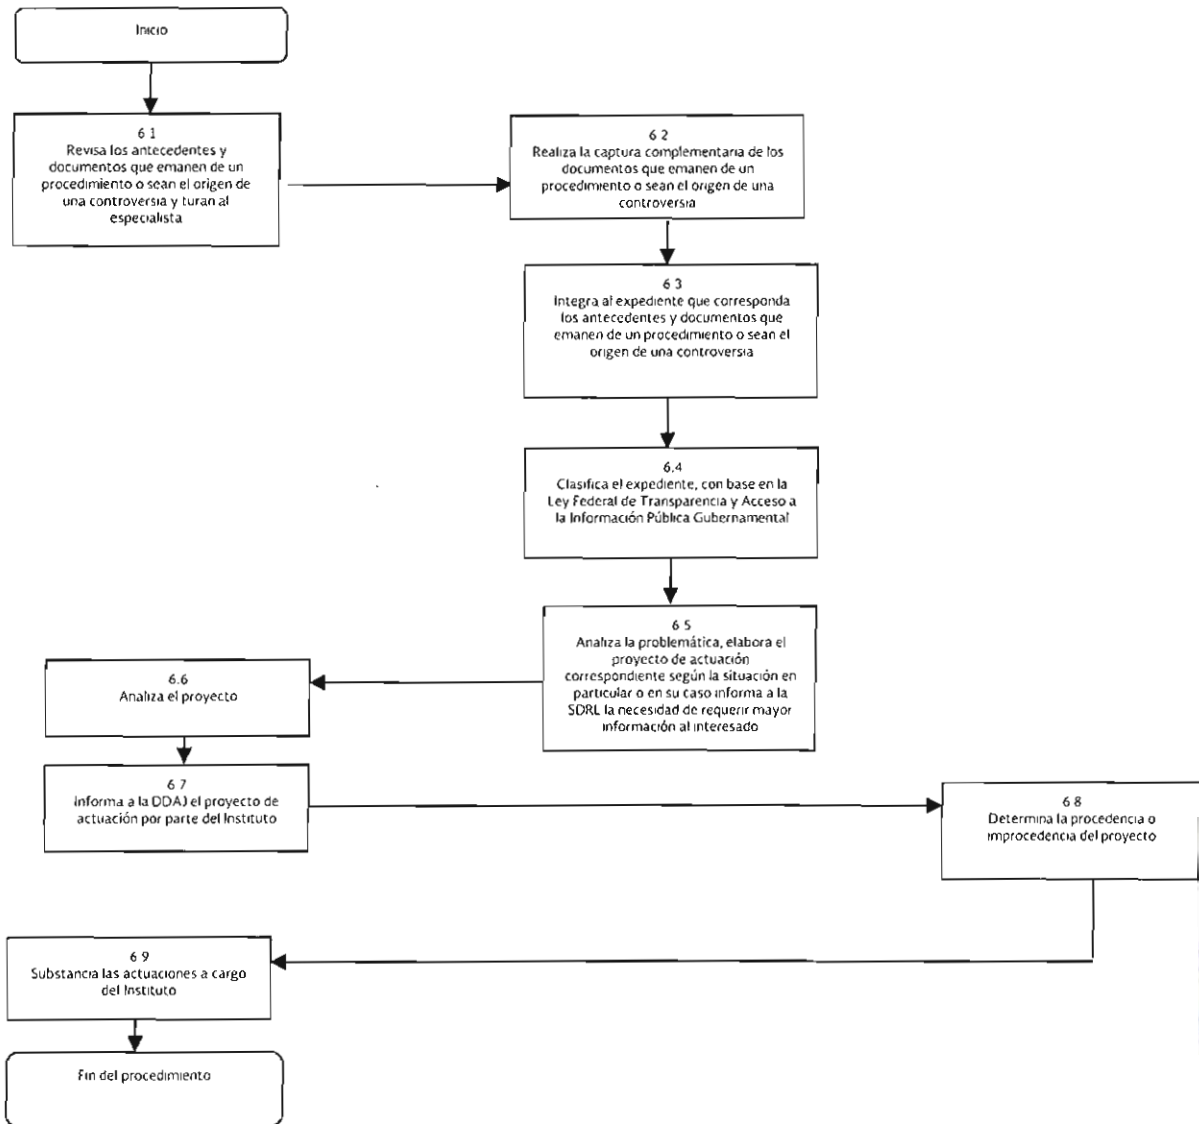 Inicio
6 1
Revisa los antecedentes y
documentos que emanen de un
procedimiento o sean el origen de
una controversia y turan al
especialista
6 2
Realiza la captura complementaria de los
documentos que emanen de un
procedimiento o sean el origen de una
controversia
6 3
Integra al expediente que corresponda
los antecedentes y documentos que
emanen de un procedimiento o sean el
origen de una controversia
6.4
Clasifica el expediente, con base en la
Ley Federal de Transparencia y Acceso a
la Información Pública Gubernamental
6 5
Analiza la problemática, elabora el
proyecto de actuación
correspondiente según la situación en
particular o en su caso informa a la
SDRL la necesidad de requerir mayor
información al interesado
6.6
Analiza el proyecto
6 7
Informa a la DDAJ el proyecto de
actuación por parte del Instituto
6 8
Determina la procedencia o
improcedencia del proyecto
6 9
Substancia las actuaciones a cargo
del Instituto
Fin del procedimiento